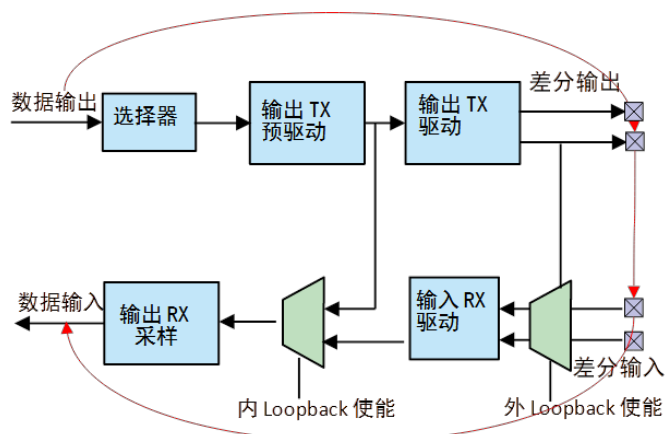 数据输出
选择器
输出 TX
预驱动
输出 TX
驱动
差分输出
数据输入
输出 RX
采样
输入 RX
驱动
差分输入
内 Loopback 使能
外 Loopback 使能